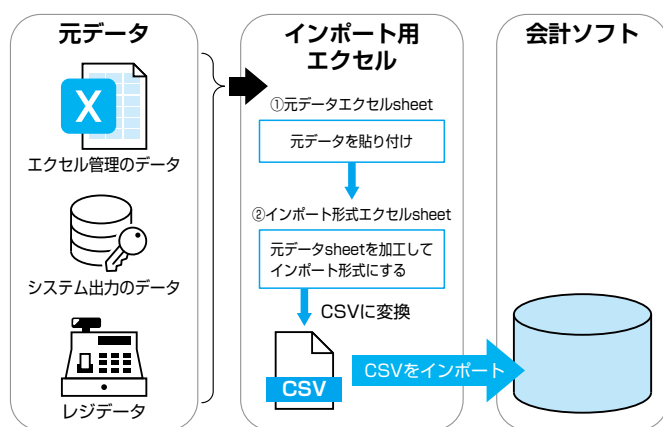 元データ
X
エクセル管理のデータ
システム出力のデータ
レジデータ
インポート用
エクセル
①元データエクセルsheet
元データを貼り付け
②インポート形式エクセルsheet
元データsheetを加工して
インポート形式にする
CSVに変換
CSV
CSVをインポート
会計ソフト